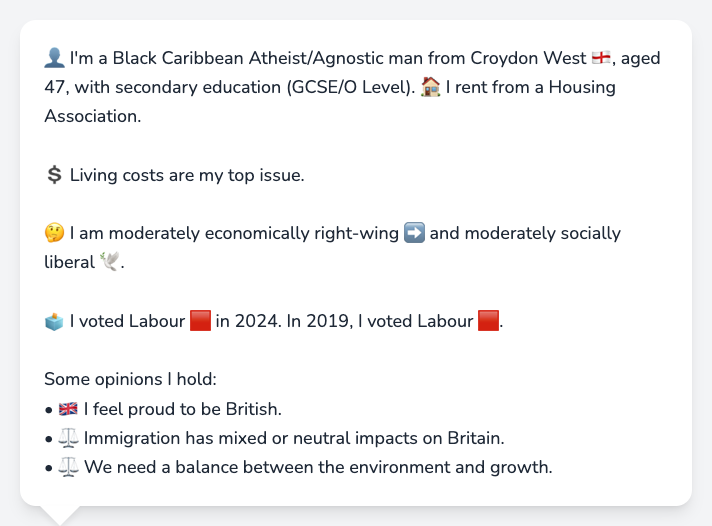 👤 I'm a Black Caribbean Atheist/Agnostic man from Croydon West 🏴󠁧󠁢󠁥󠁮󠁧󠁿, aged
47, with secondary education (GCSE/O Level). 🏠 I rent from a Housing
Association.
💲 Living costs are my top issue.
🤔 I am moderately economically right-wing ➡️ and moderately socially
liberal 🕊️.
🗳️ I voted Labour 🟥 in 2024. In 2019, I voted Labour 🟥.
Some opinions I hold:
• 🇬🇧 I feel proud to be British.
• ⚖️ Immigration has mixed or neutral impacts on Britain.
• ⚖️ We need a balance between the environment and growth.